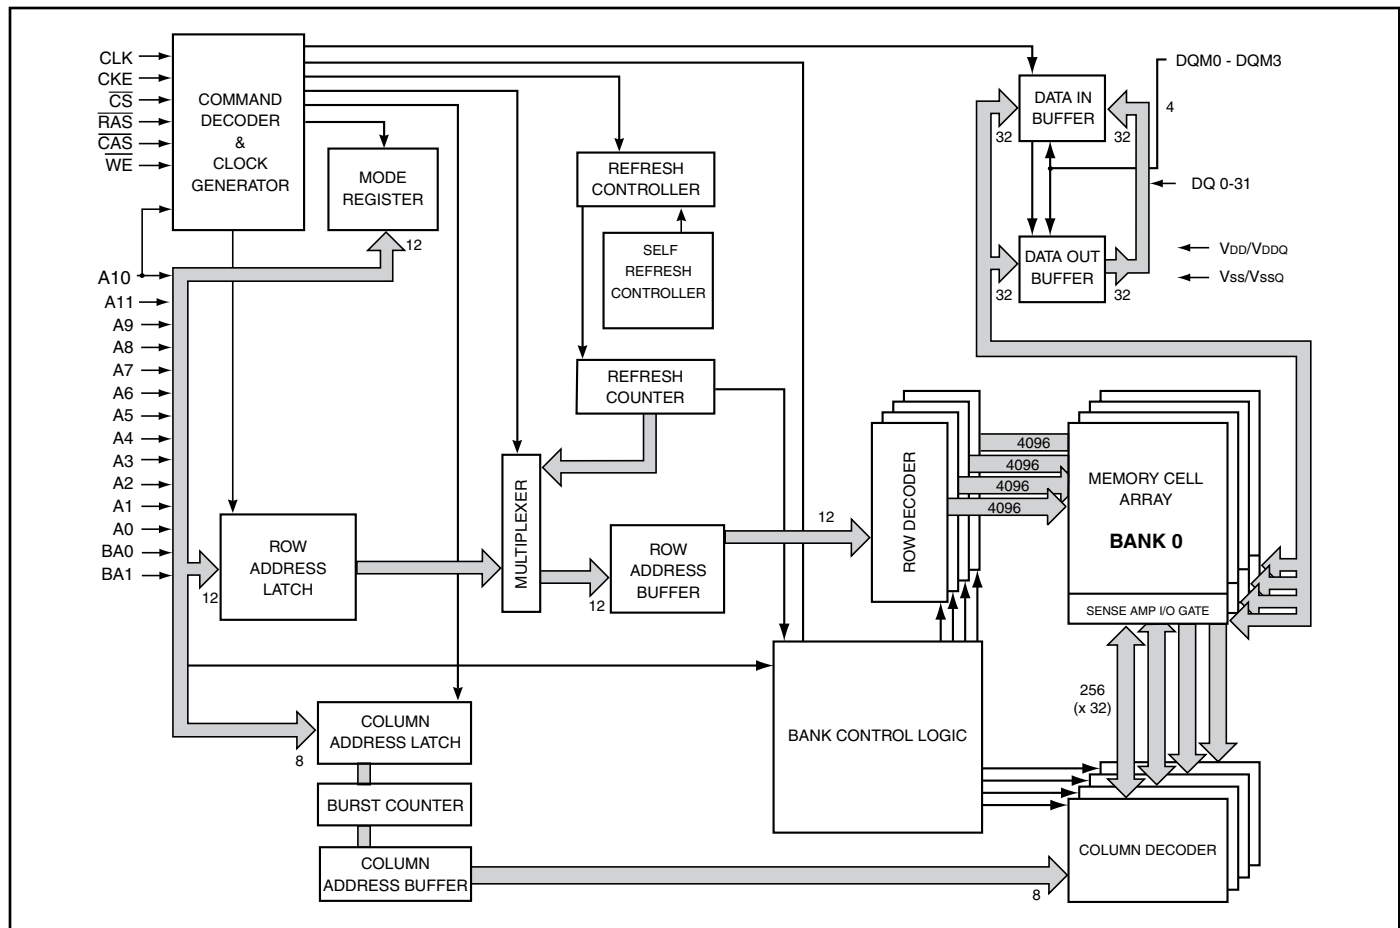 CLK
CKE
CS
RAS
CAS
WE
A10
A11
A9
A8
A7
A6
A5
A4
A3
A2
A1
A0
BA0
BA1
COMMAND
DECODER
&
CLOCK
GENERATOR
MODE
REGISTER
12
REFRESH
CONTROLLER
SELF
REFRESH
CONTROLLER
REFRESH
COUNTER
DATA IN
BUFFER
32
32
DQM0 - DQM3
4
DQ 0-31
DATA OUT
BUFFER
32
32
VDD/VDDQ
Vss/VssQ
12
ROW
ADDRESS
LATCH
MULTIPLEXER
12
ROW
ADDRESS
BUFFER
12
ROW DECODER
4096
4096
4096
4096
MEMORY CELL
ARRAY
BANK 0
SENSE AMP I/O GATE
256
(x 32)
BANK CONTROL LOGIC
8
COLUMN
ADDRESS LATCH
BURST COUNTER
COLUMN
ADDRESS BUFFER
8
COLUMN DECODER